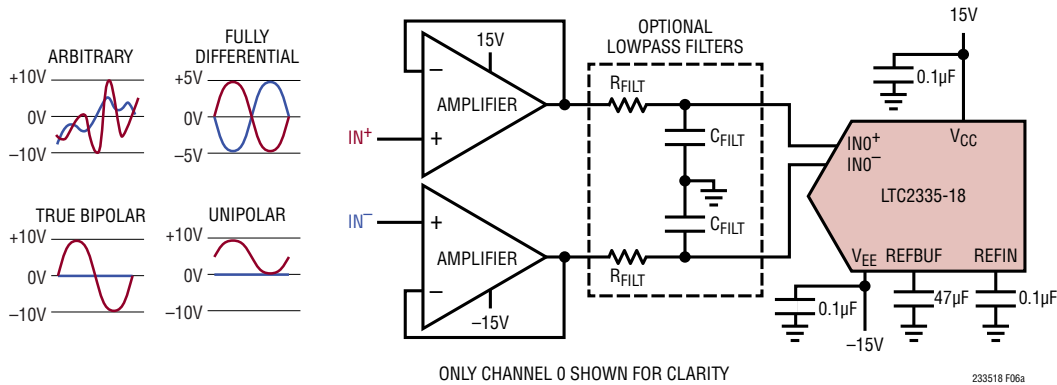 ARBITRARY
+10V
0V
–10V
FULLY
DIFFERENTIAL
+5V
0V
–5V
TRUE BIPOLAR
+10V
0V
–10V
UNIPOLAR
+10V
0V
–10V
15V
–
AMPLIFIER
+
IN+
IN–
+
AMPLIFIER
–
–15V
OPTIONAL
LOWPASS FILTERS
RFILT
CFILT
CFILT
RFILT
15V
0.1µF
VCC
IN0+
IN0–
LTC2335-18
VEE REFBUF REFIN
0.1µF
47µF
0.1µF
–15V
ONLY CHANNEL 0 SHOWN FOR CLARITY
233518 F06a